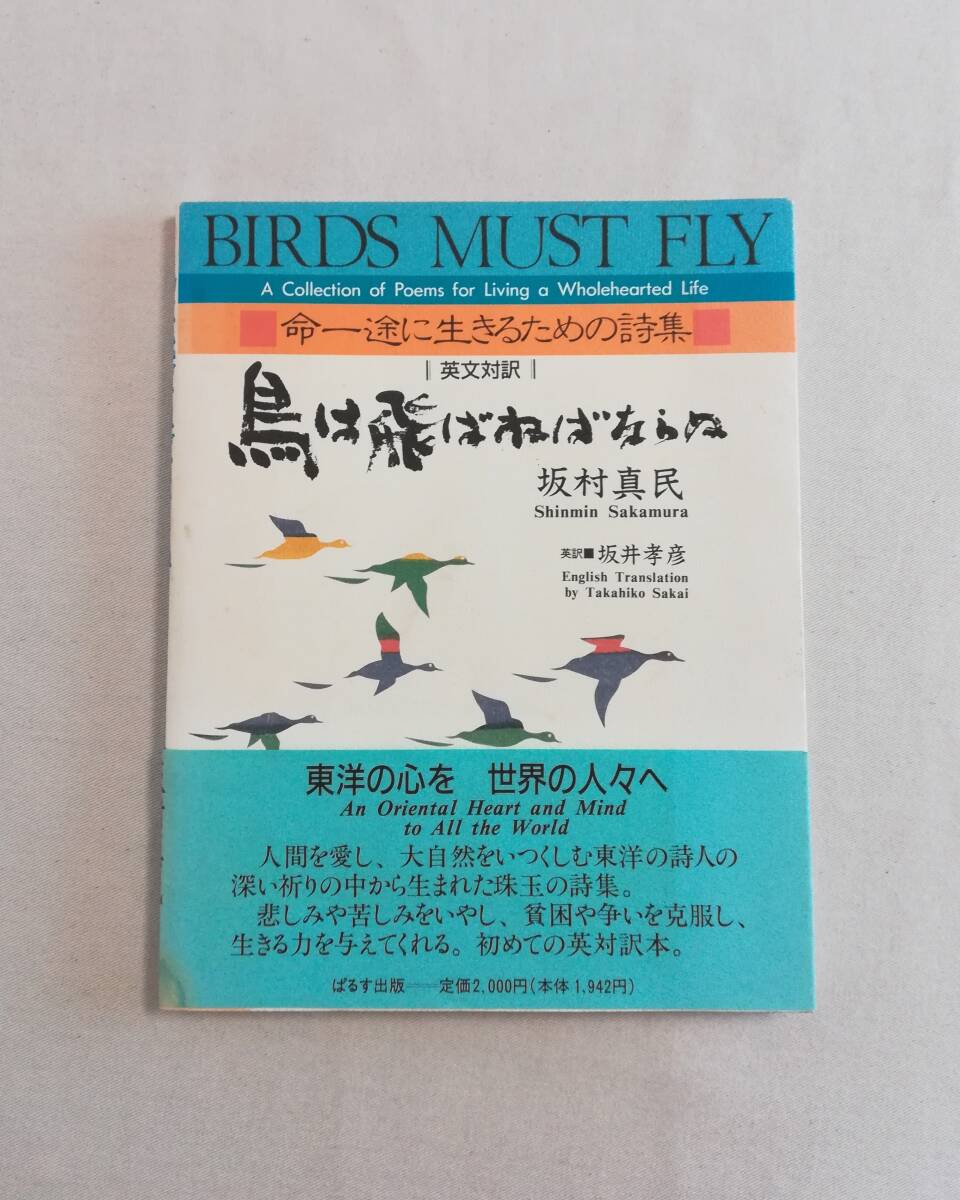 BIRDS MUST FLY
A Collection of Poems for Living a Wholehearted Life
命一途に生きるための詩集
英文対訳
鳥は飛ばねばならぬ
坂村真民
Shinmin Sakamura
英訳■坂井孝彦
English Translation
by Takahiko Sakai
東洋の心を 世界の人々へ
An Oriental Heart and Mind
to All the World
人間を愛し、大自然をいつくしむ東洋の詩人の
深い祈りの中から生まれた珠玉の詩集。
悲しみや苦しみをいやし、貧困や争いを克服し、
生きる力を与えてくれる。初めての英対訳本。
ぱるす出版──定価2,000円(本体1,942円)